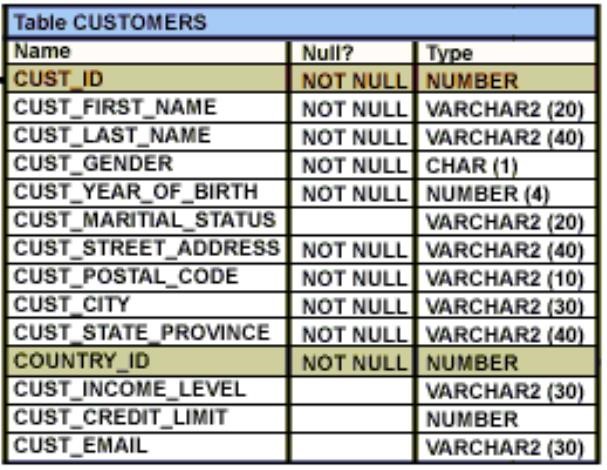 Table CUSTOMERS
Name Null? Type
CUST_ID NOT NULL NUMBER
CUST_FIRST_NAME NOT NULL VARCHAR2 (20)
CUST_LAST_NAME NOT NULL VARCHAR2 (40)
CUST_GENDER NOT NULL CHAR (1)
CUST_YEAR_OF_BIRTH NOT NULL NUMBER (4)
CUST_MARITIAL_STATUS VARCHAR2 (20)
CUST_STREET_ADDRESS NOT NULL VARCHAR2 (40)
CUST_POSTAL_CODE NOT NULL VARCHAR2 (10)
CUST_CITY NOT NULL VARCHAR2 (30)
CUST_STATE_PROVINCE NOT NULL VARCHAR2 (40)
COUNTRY_ID NOT NULL NUMBER
CUST_INCOME_LEVEL VARCHAR2 (30)
CUST_CREDIT_LIMIT NUMBER
CUST_EMAIL VARCHAR2 (30)